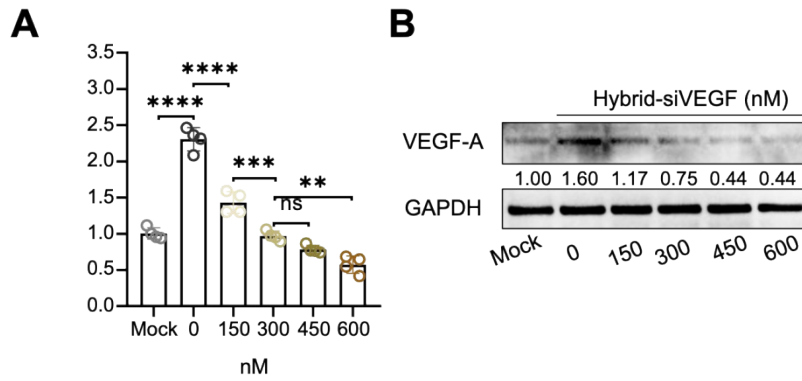 A
3.5
3.0
2.5
2.0
1.5
1.0
0.5
0.0
****
****
***
**
ns
Mock 0 150 300 450 600
nM
B
Hybrid-siVEGF (nM)
VEGF-A
1.00 1.60 1.17 0.75 0.44 0.44
GAPDH
Mock 0 150 300 450 600